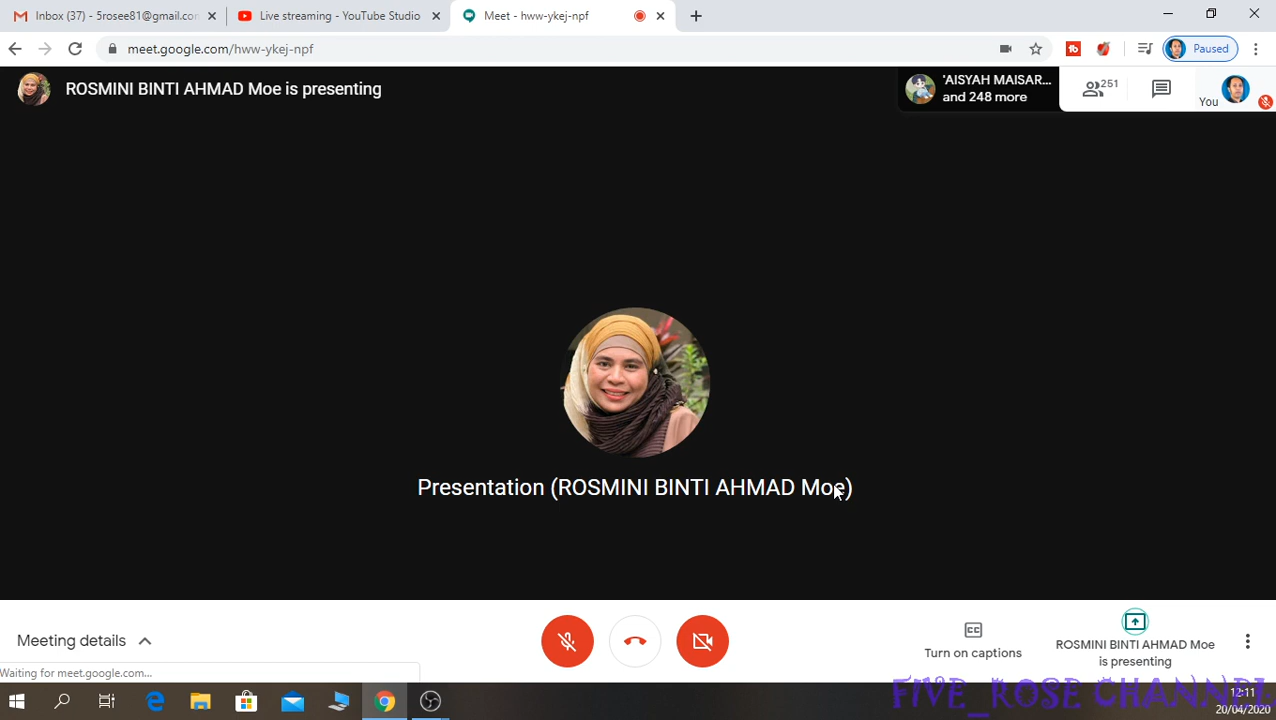 Inbox (37) - 5rosee81@gmail.co
Live streaming - YouTube Studio
Meet - hww-ykej-npf
meet.google.com/hww-ykej-npf
Paused
ROSMINI BINTI AHMAD Moe is presenting
'AISYAH MAISAR...
and 248 more
251
You
Presentation (ROSMINI BINTI AHMAD Moe)
Meeting details
Turn on captions
ROSMINI BINTI AHMAD Moe
is presenting
Waiting for meet.google.com...
FIVE_ROSE CHANNEL
12:11
20/04/2020